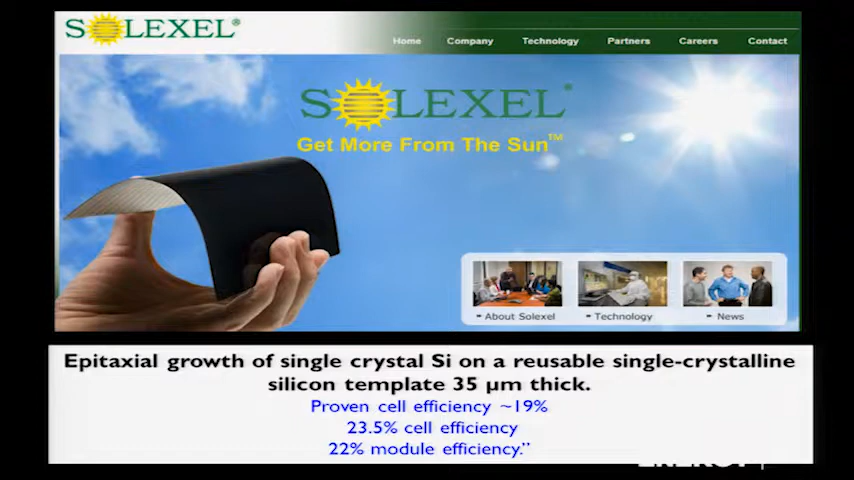 SOLEXEL®
Home Company Technology Partners Careers Contact
SOLEXEL®
Get More From The Sun™
About Solexel Technology News
Epitaxial growth of single crystal Si on a reusable single-crystalline
silicon template 35 µm thick.
Proven cell efficiency ~19%
23.5% cell efficiency
22% module efficiency.”